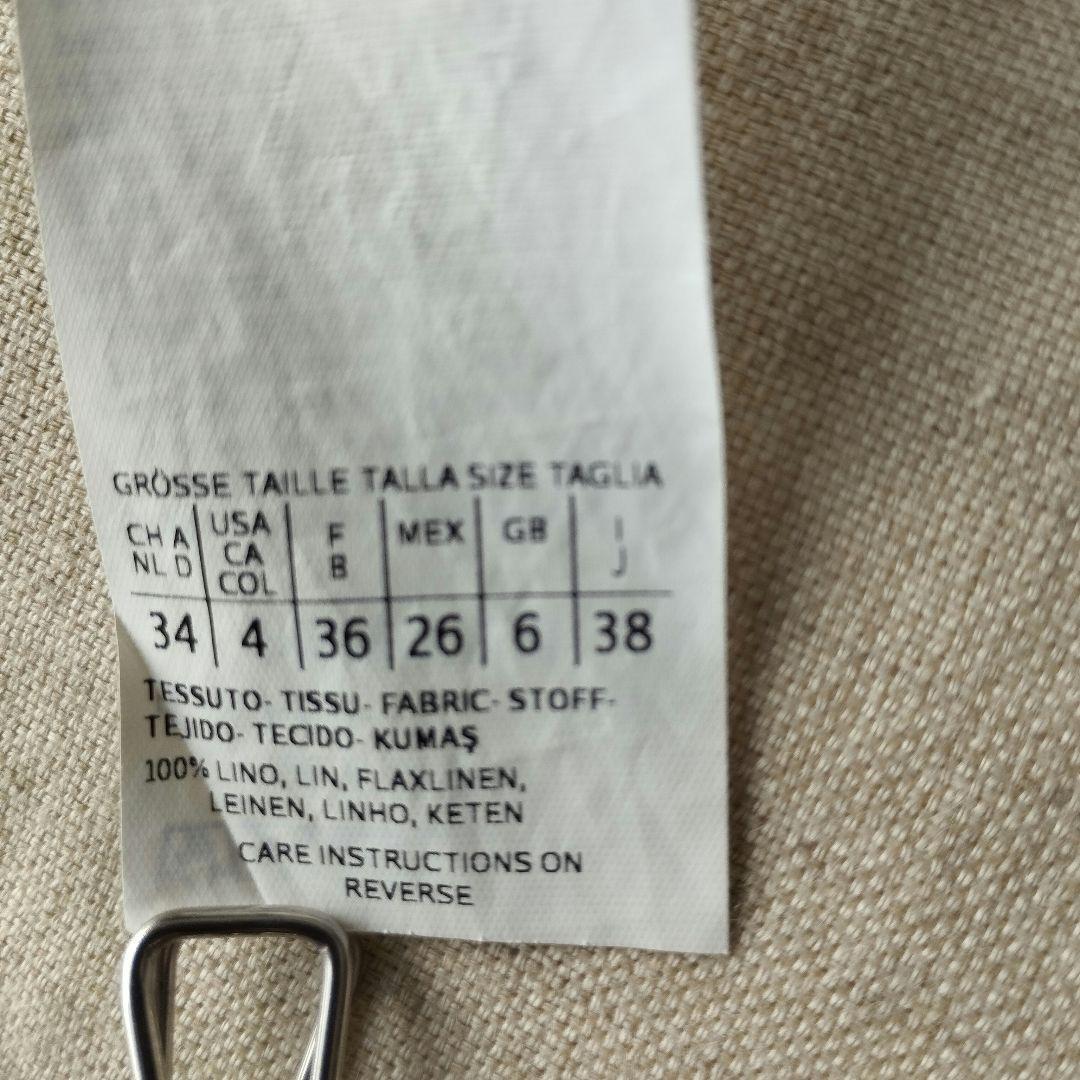 GRÖSSE TAILLE TALLA SIZE TAGLIA
CH A USA F MEX GB I
NL D CA B J
COL
34 4 36 26 6 38
TESSUTO- TISSU- FABRIC- STOFF-
TEJIDO- TECIDO- KUMAŞ
100% LINO, LIN, FLAXLINEN,
LEINEN, LINHO, KETEN
CARE INSTRUCTIONS ON
REVERSE